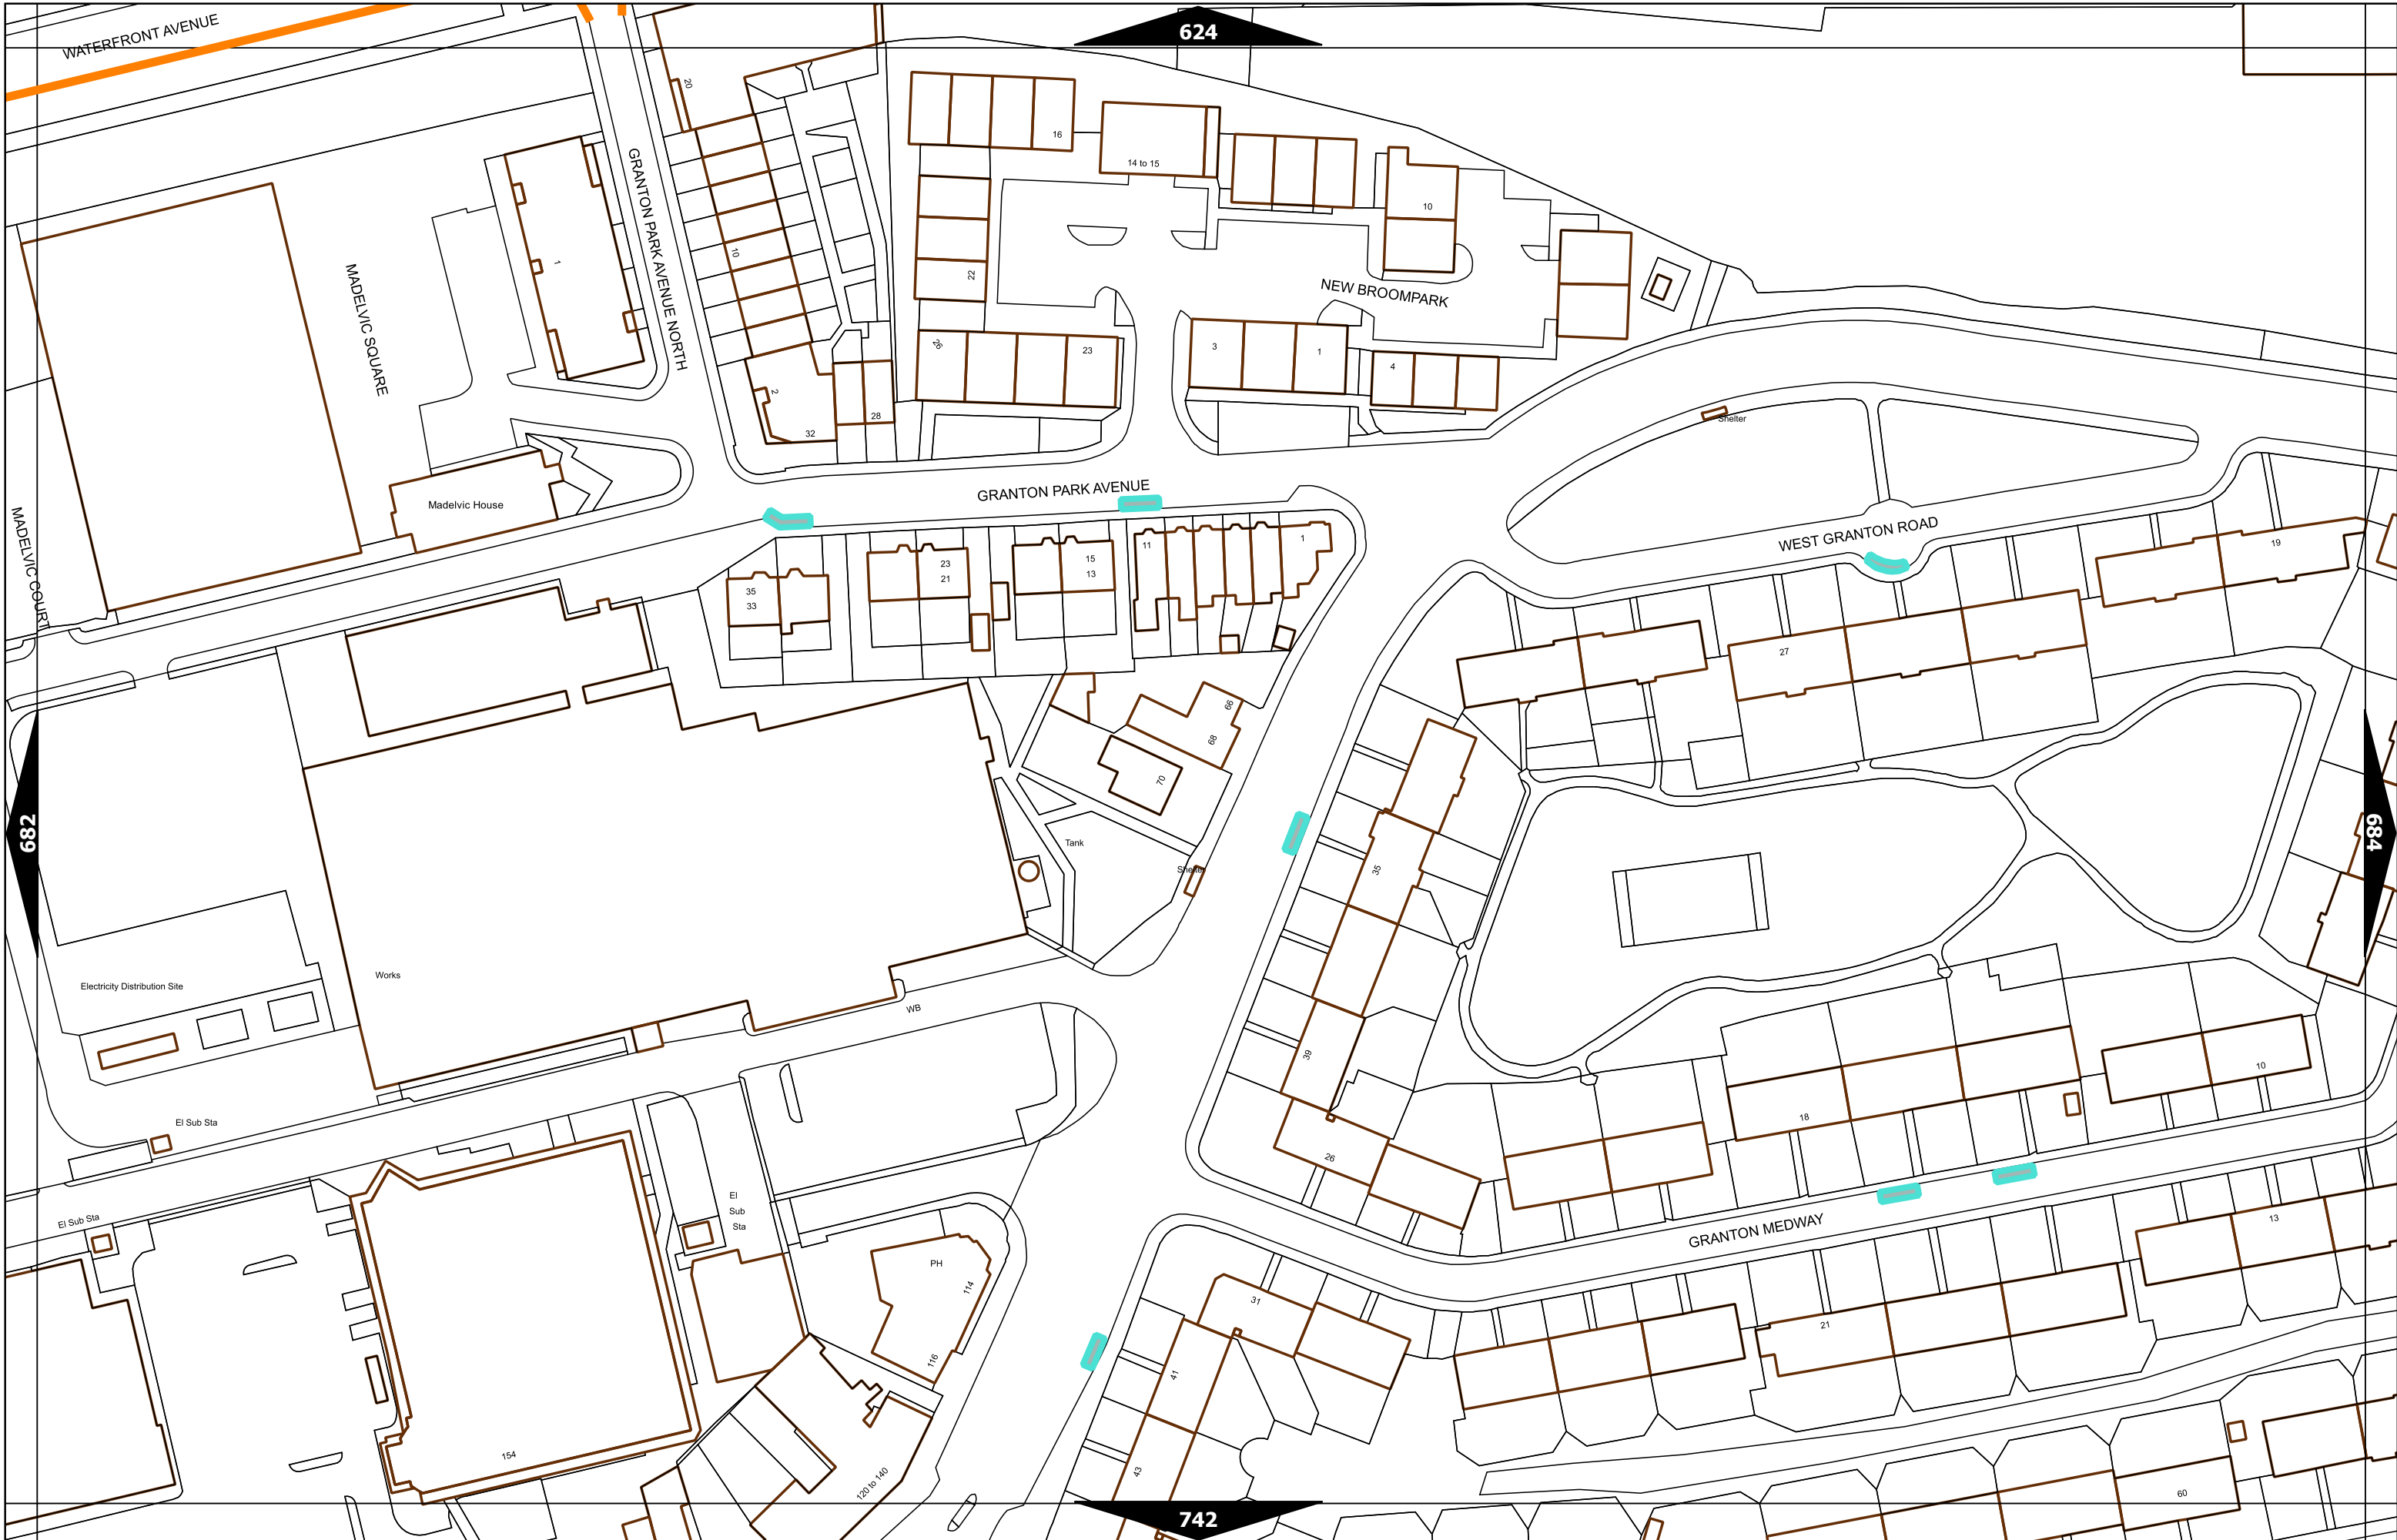 624
WATERFRONT AVENUE
20
16
14 to 15
GRANTON PARK AVENUE NORTH
1
10
10
22
MADELVIC SQUARE
NEW BROOMPARK
26
23
3
1
4
2
32
28
Shelter
Madelvic House
GRANTON PARK AVENUE
MADELVIC COURT
WEST GRANTON ROAD
11
1
19
23
21
15
13
35
33
27
66
68
70
682
684
Tank
Shelter
35
Works
Electricity Distribution Site
WB
39
10
El Sub Sta
18
26
El
Sub
Sta
El Sub Sta
GRANTON MEDWAY
13
PH
114
31
21
116
41
154
43
120 to 140
60
742